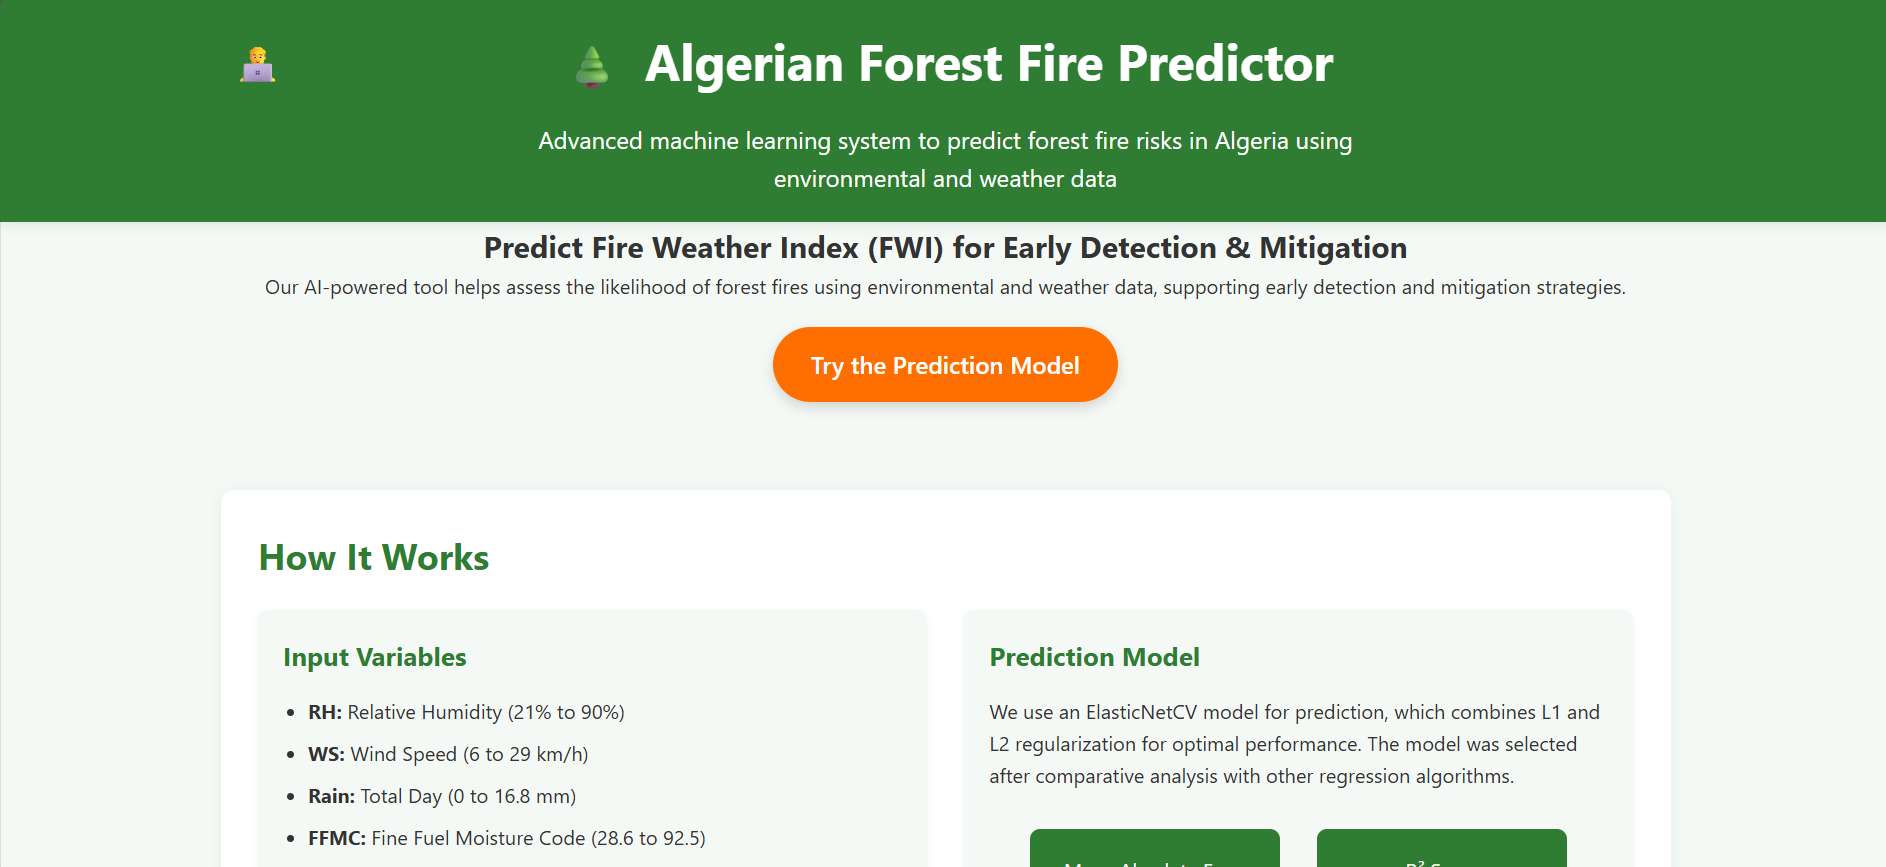 Algerian Forest Fire Predictor
Advanced machine learning system to predict forest fire risks in Algeria using
environmental and weather data
Predict Fire Weather Index (FWI) for Early Detection & Mitigation
Our AI-powered tool helps assess the likelihood of forest fires using environmental and weather data, supporting early detection and mitigation strategies.
Try the Prediction Model
How It Works
Input Variables
RH: Relative Humidity (21% to 90%)
WS: Wind Speed (6 to 29 km/h)
Rain: Total Day (0 to 16.8 mm)
FFMC: Fine Fuel Moisture Code (28.6 to 92.5)
Prediction Model
We use an ElasticNetCV model for prediction, which combines L1 and
L2 regularization for optimal performance. The model was selected
after comparative analysis with other regression algorithms.